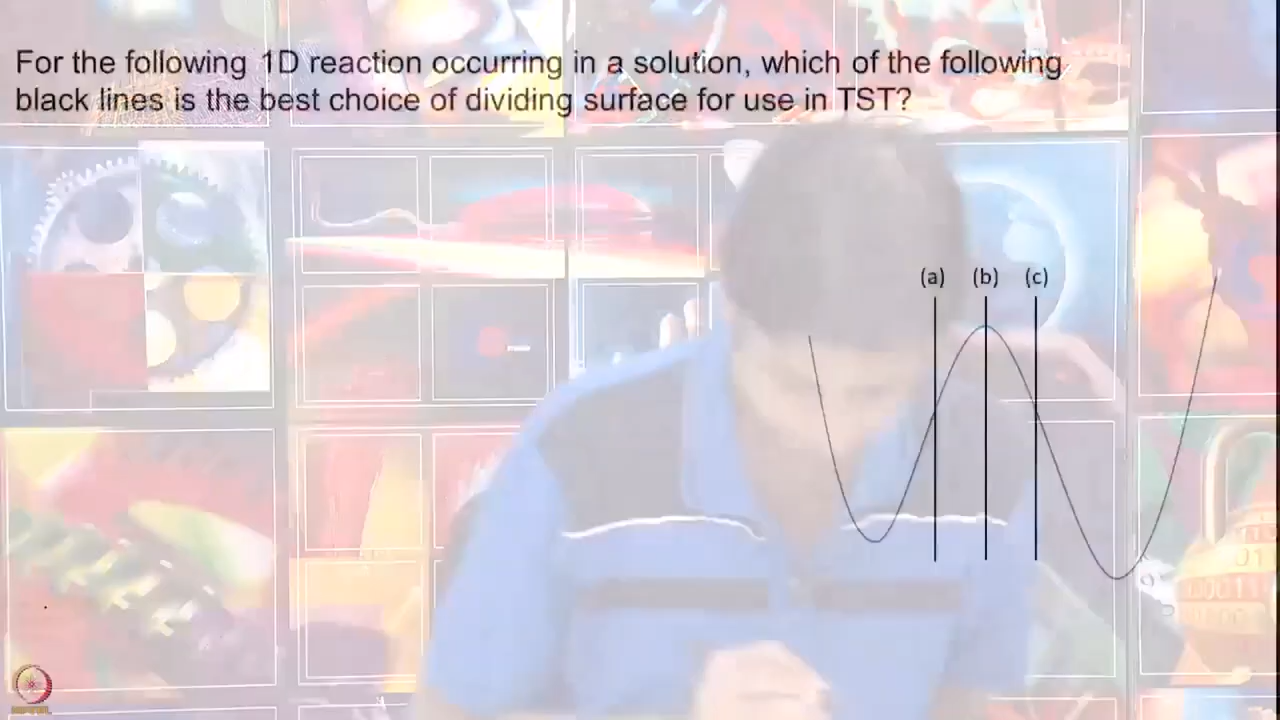 For the following 1D reaction occurring in a solution, which of the following
black lines is the best choice of dividing surface for use in TST?
(a) (b) (c)